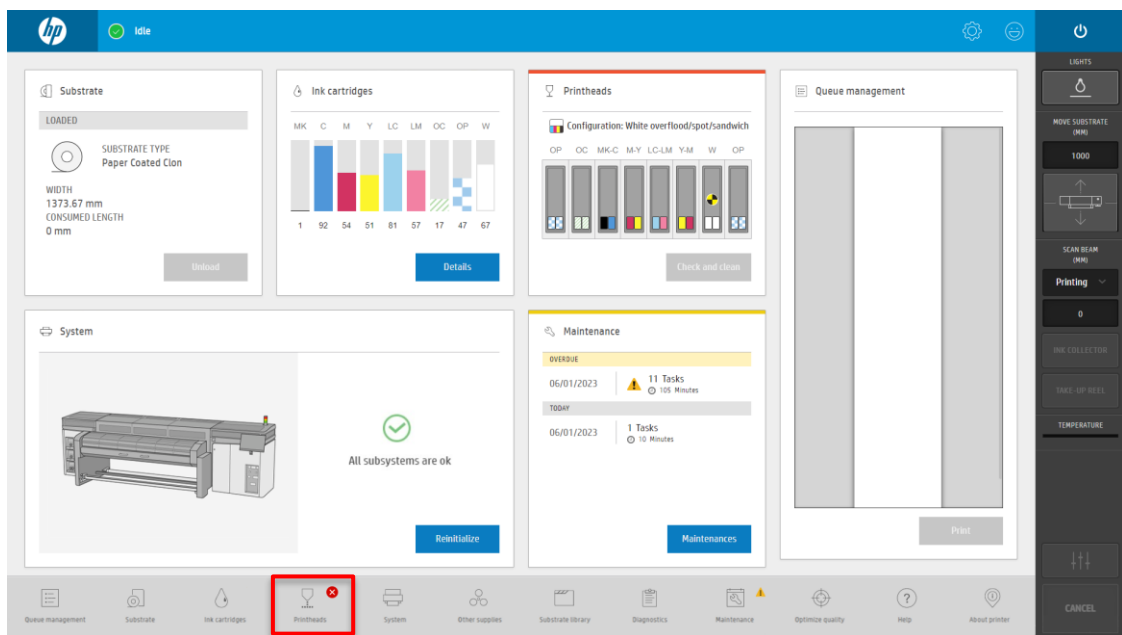 hp
Idle
Substrate
LOADED
SUBSTRATE TYPE
Paper Coated Clon
WIDTH
1373.67 mm
CONSUMED LENGTH
0 mm
Unload
Ink cartridges
MK C M Y LC LM OC OP W
1 92 54 51 81 57 17 47 67
Details
Printheads
Configuration: White overflood/spot/sandwich
OP OC MK-C M-Y LC-LM Y-M W OP
Check and clean
Queue management
Print
System
All subsystems are ok
Reinitialize
Maintenance
OVERDUE
06/01/2023
11 Tasks
105 Minutes
TODAY
06/01/2023
1 Tasks
10 Minutes
Maintenances
LIGHTS
MOVE SUBSTRATE
(MM)
1000
SCAN BEAM
(MM)
Printing
0
INK COLLECTOR
TAKE-UP REEL
TEMPERATURE
CANCEL
Queue management
Substrate
Ink cartridges
Printheads
System
Other supplies
Substrate library
Diagnostics
Maintenance
Optimize quality
Help
About printer